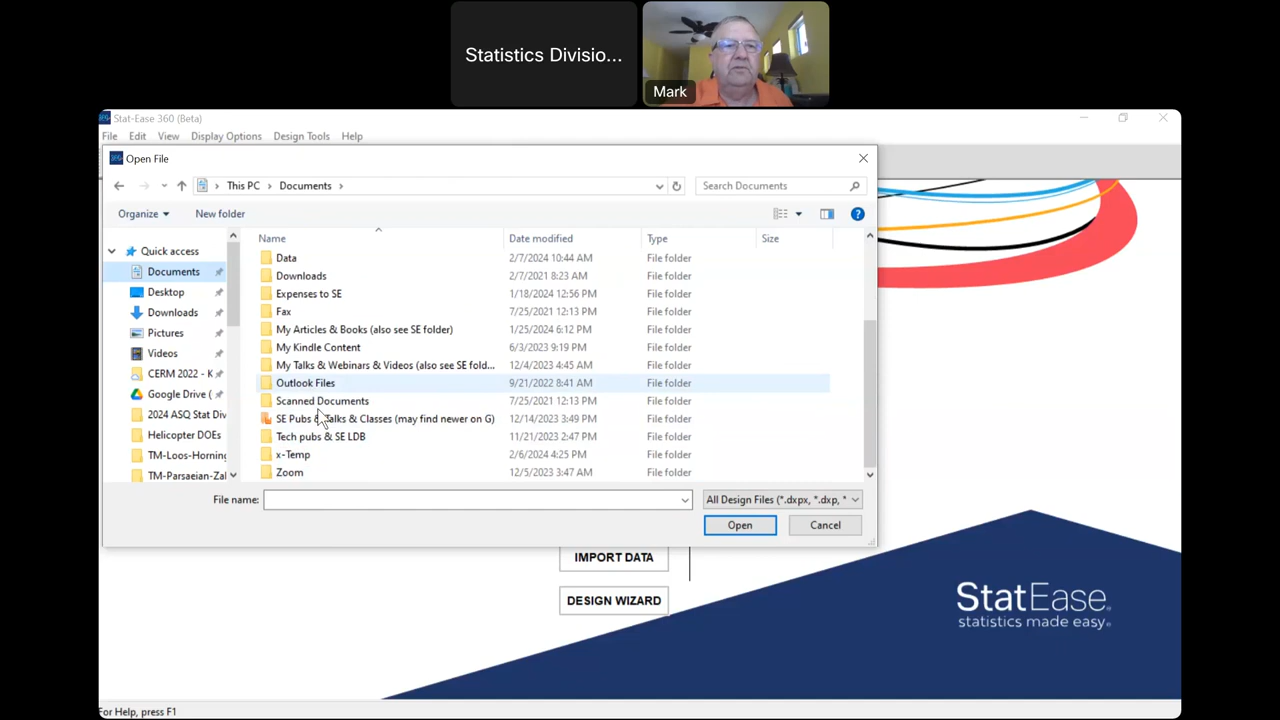 Statistics Divisio...
Mark
Stat-Ease 360 (Beta)
File Edit View Display Options Design Tools Help
Open File
This PC > Documents >
Search Documents
Organize
New folder
Name Date modified Type Size
Quick access
Documents
Desktop
Downloads
Pictures
Videos
CERM 2022 - K
Google Drive (
2024 ASQ Stat Div
Helicopter DOEs
TM-Loos-Horning
TM-Parsaeian-Zal
Data 2/7/2024 10:44 AM File folder
Downloads 2/7/2021 8:23 AM File folder
Expenses to SE 1/18/2024 12:56 PM File folder
Fax 7/25/2021 12:13 PM File folder
My Articles & Books (also see SE folder) 1/25/2024 6:12 PM File folder
My Kindle Content 6/3/2023 9:19 PM File folder
My Talks & Webinars & Videos (also see SE fold... 12/4/2023 4:45 AM File folder
Outlook Files 9/21/2022 8:41 AM File folder
Scanned Documents 7/25/2021 12:13 PM File folder
SE Pubs & Talks & Classes (may find newer on G) 12/14/2023 3:49 PM File folder
Tech pubs & SE LDB 11/21/2023 2:47 PM File folder
x-Temp 2/6/2024 4:25 PM File folder
Zoom 12/5/2023 3:47 AM File folder
File name:
All Design Files (*.dxpx, *.dxp, *
Open
Cancel
IMPORT DATA
DESIGN WIZARD
StatEase®
statistics made easy®
For Help, press F1